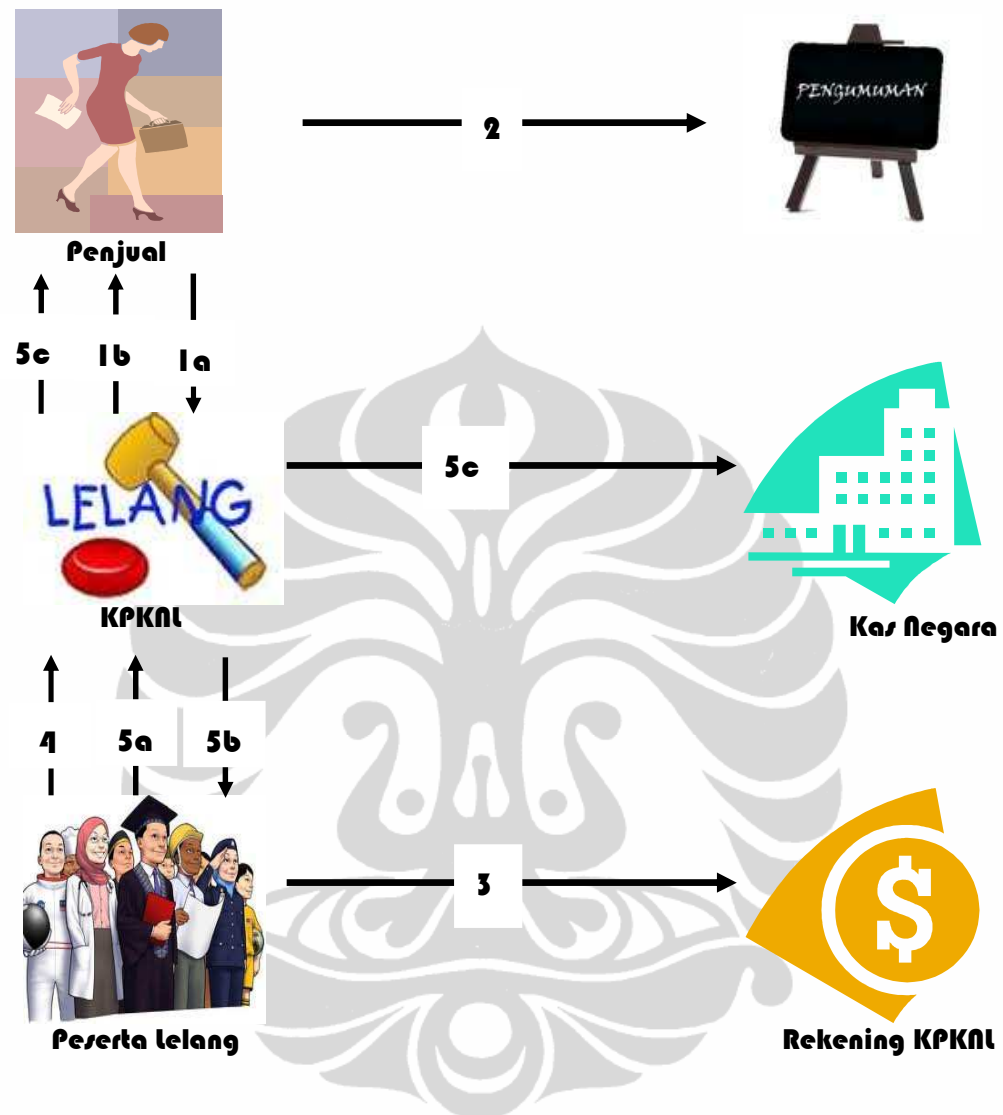 2
PENGUMUMAN
Penjual
5c
1b
1a
LELANG
5c
KPKNL
Kas Negara
4
5a
5b
3
$
Peserta Lelang
Rekening KPKNL